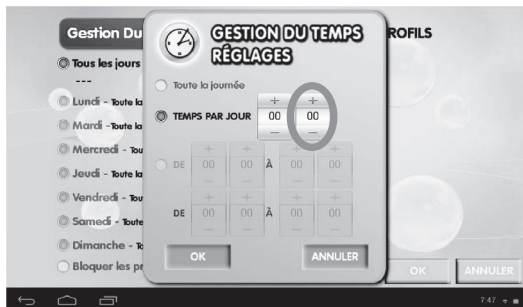 Gestion Du
ROFILS
Tous les jours
---
Lundi - Toute la
Mardi -Toute la
Mercredi - Tou
Jeudi - Toute la
Vendredi - Tou
Samedi - Toute
Dimanche - To
Bloquer les pr
GESTION DU TEMPS
RÉGLAGES
Toute la journée
+ +
TEMPS PAR JOUR 00 00
— —
+ + + +
DE 00 00 À 00 00
— — — —
+ + + +
DE 00 00 À 00 00
— — — —
OK ANNULER
OK ANNULER
7:47